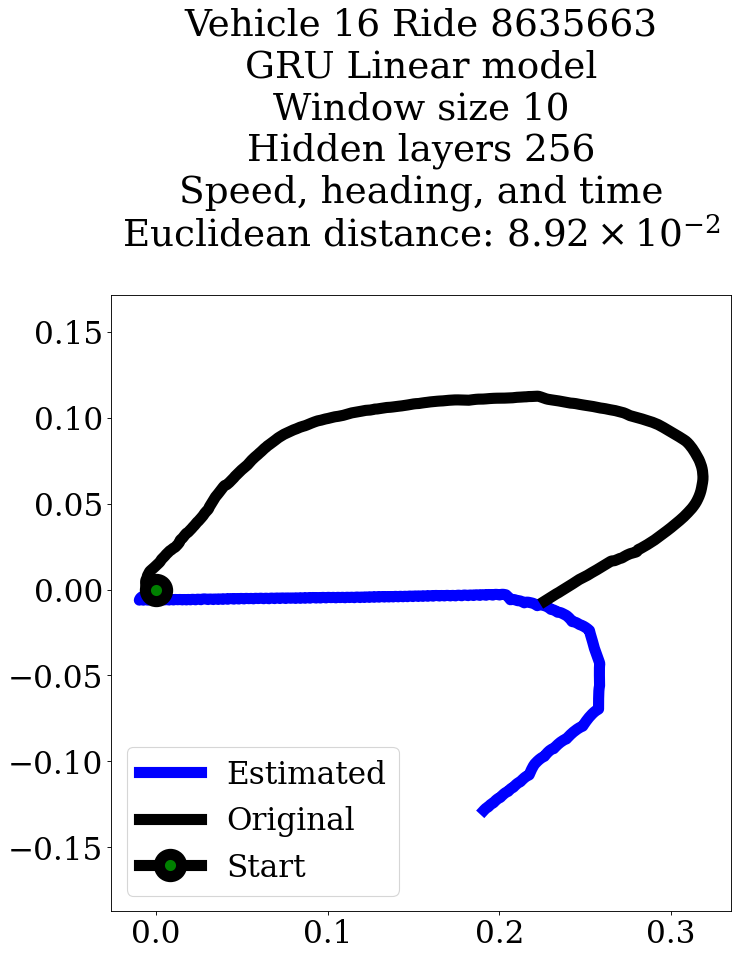 Vehicle 16 Ride 8635663
GRU Linear model
Window size 10
Hidden layers 256
Speed, heading, and time
Euclidean distance: 8.92 × 10⁻²
0.15
0.10
0.05
0.00
−0.05
−0.10
−0.15
Estimated
Original
Start
0.0 0.1 0.2 0.3